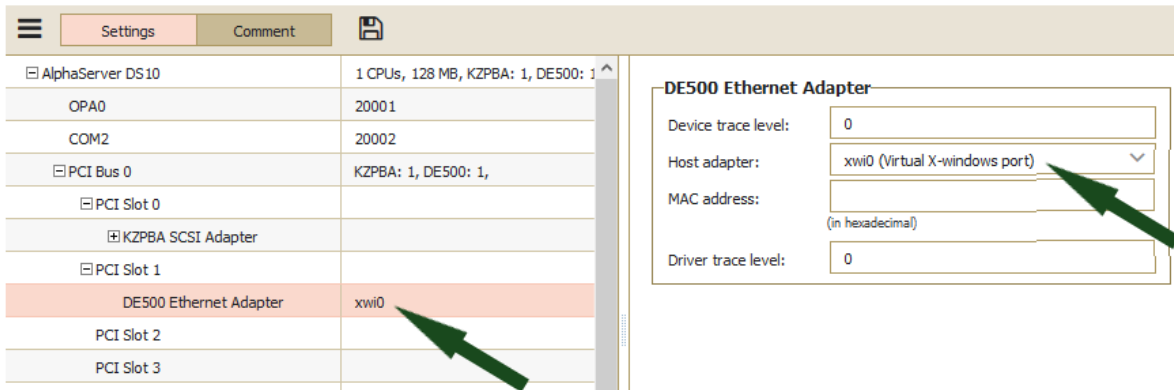 Settings Comment
AlphaServer DS10 1 CPUs, 128 MB, KZPBA: 1, DE500: 1
OPA0 20001
COM2 20002
PCI Bus 0 KZPBA: 1, DE500: 1,
PCI Slot 0
KZPBA SCSI Adapter
PCI Slot 1
DE500 Ethernet Adapter xwi0
PCI Slot 2
PCI Slot 3
DE500 Ethernet Adapter
Device trace level: 0
Host adapter: xwi0 (Virtual X-windows port)
MAC address:
(in hexadecimal)
Driver trace level: 0